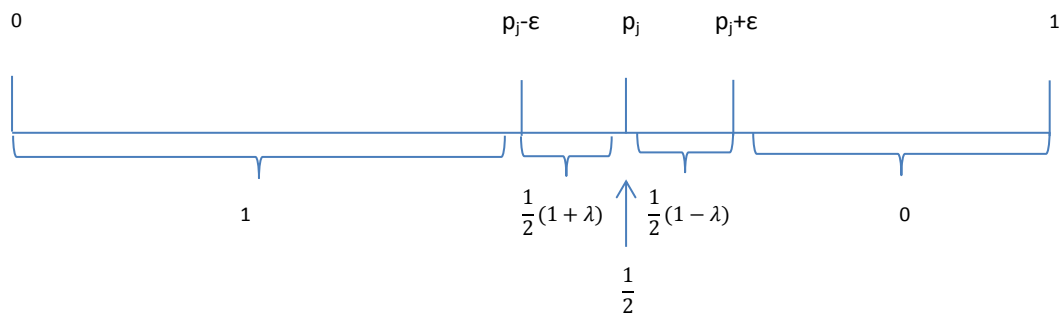 0 pⱼ-ε pⱼ pⱼ+ε 1
1 1/2 (1 + λ) 1/2 (1 − λ) 0
1/2